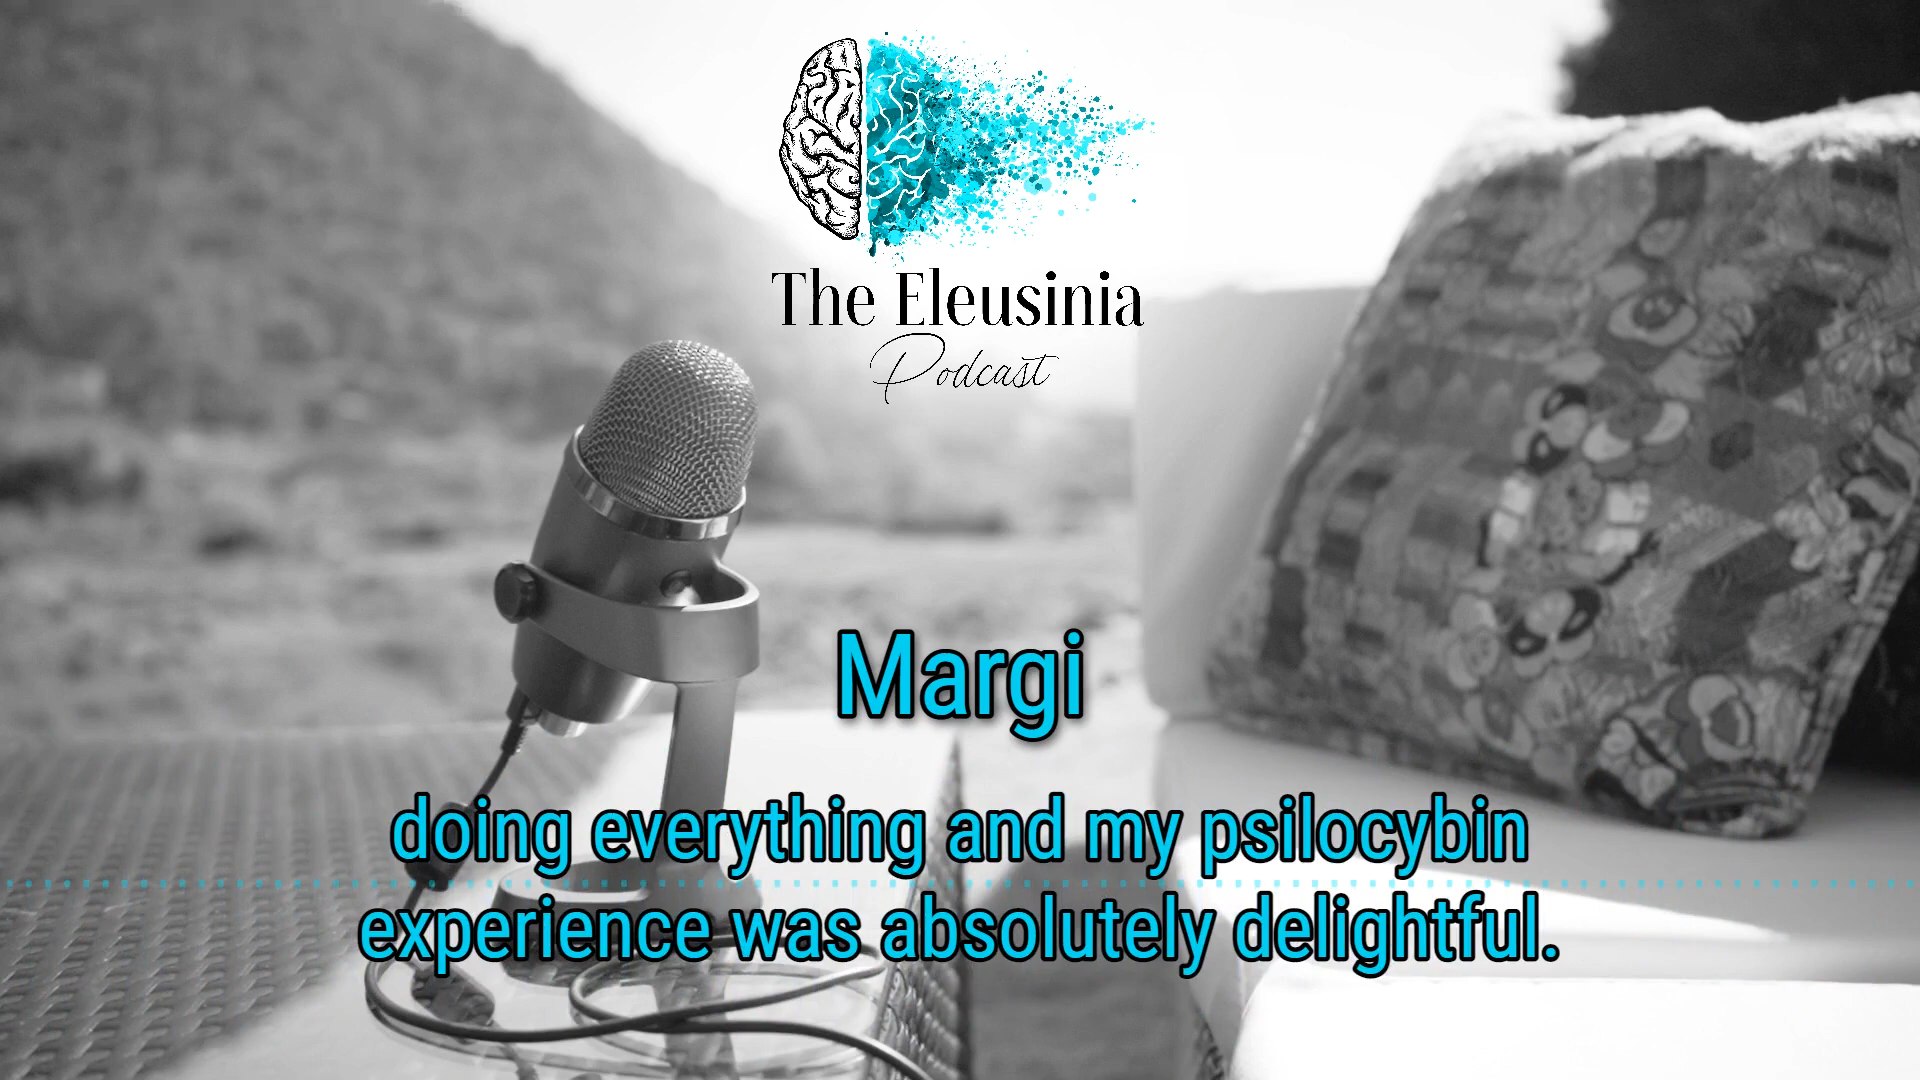 The Eleusinia
Podcast
Margi
doing everything and my psilocybin
experience was absolutely delightful.